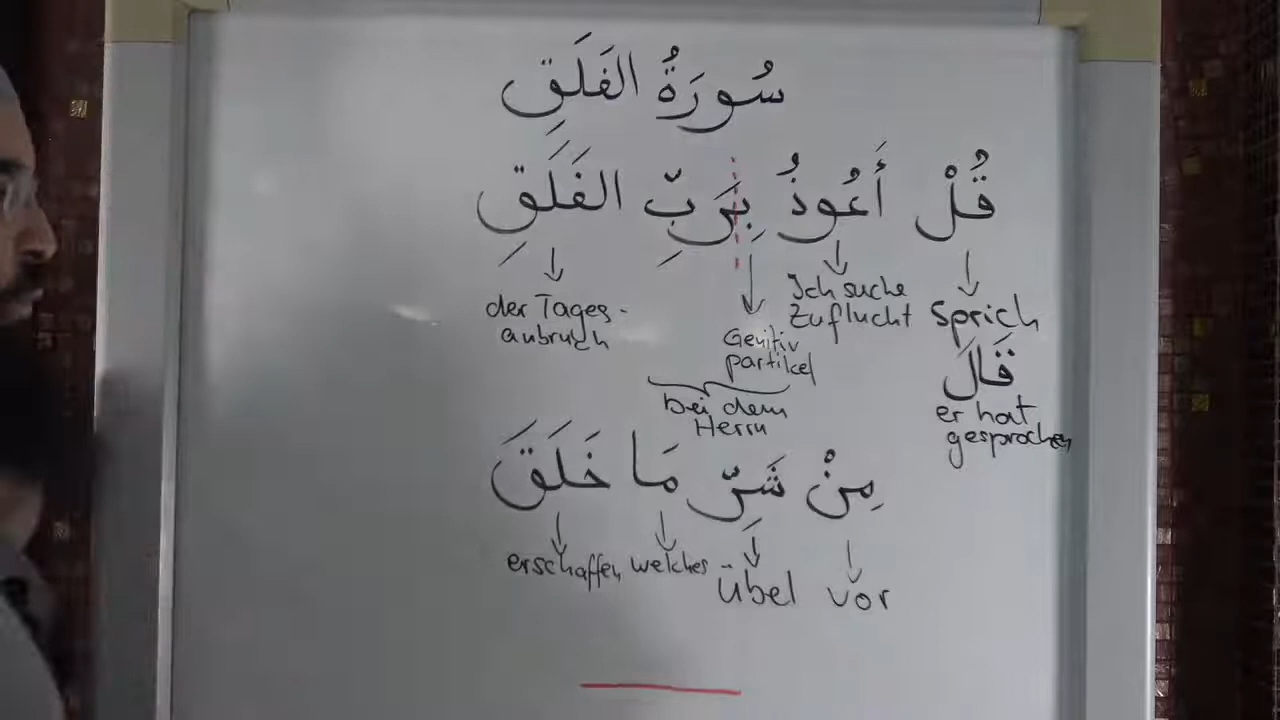 سُورَةُ الفَلَقِ
قُلْ أَعُوذُ بِرَبِّ الفَلَقِ
Sprich
Ich suche
Zuflucht
Genitiv
partikel
der Tages-
anbruch
قَالَ
er hat
gesprochen
bei dem
Herrn
مِنْ شَرِّ مَا خَلَقَ
vor
übel
welches
erschaffen